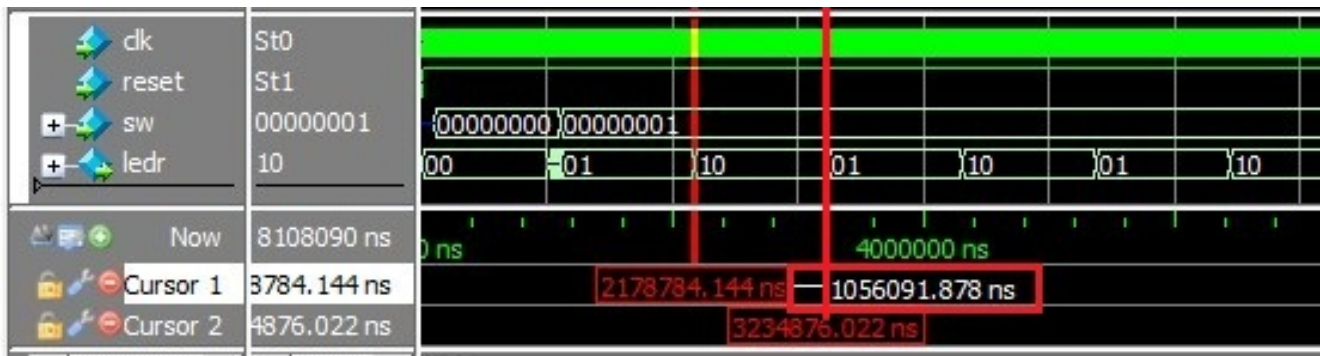 clk St0
reset St1
sw 00000001 00000000 00000001
ledr 10 00 01 10 01 10 01 10
Now 8108090 ns 0 ns 4000000 ns
Cursor 1 3784.144 ns 2178784.144 ns 1056091.878 ns
Cursor 2 4876.022 ns 3234876.022 ns